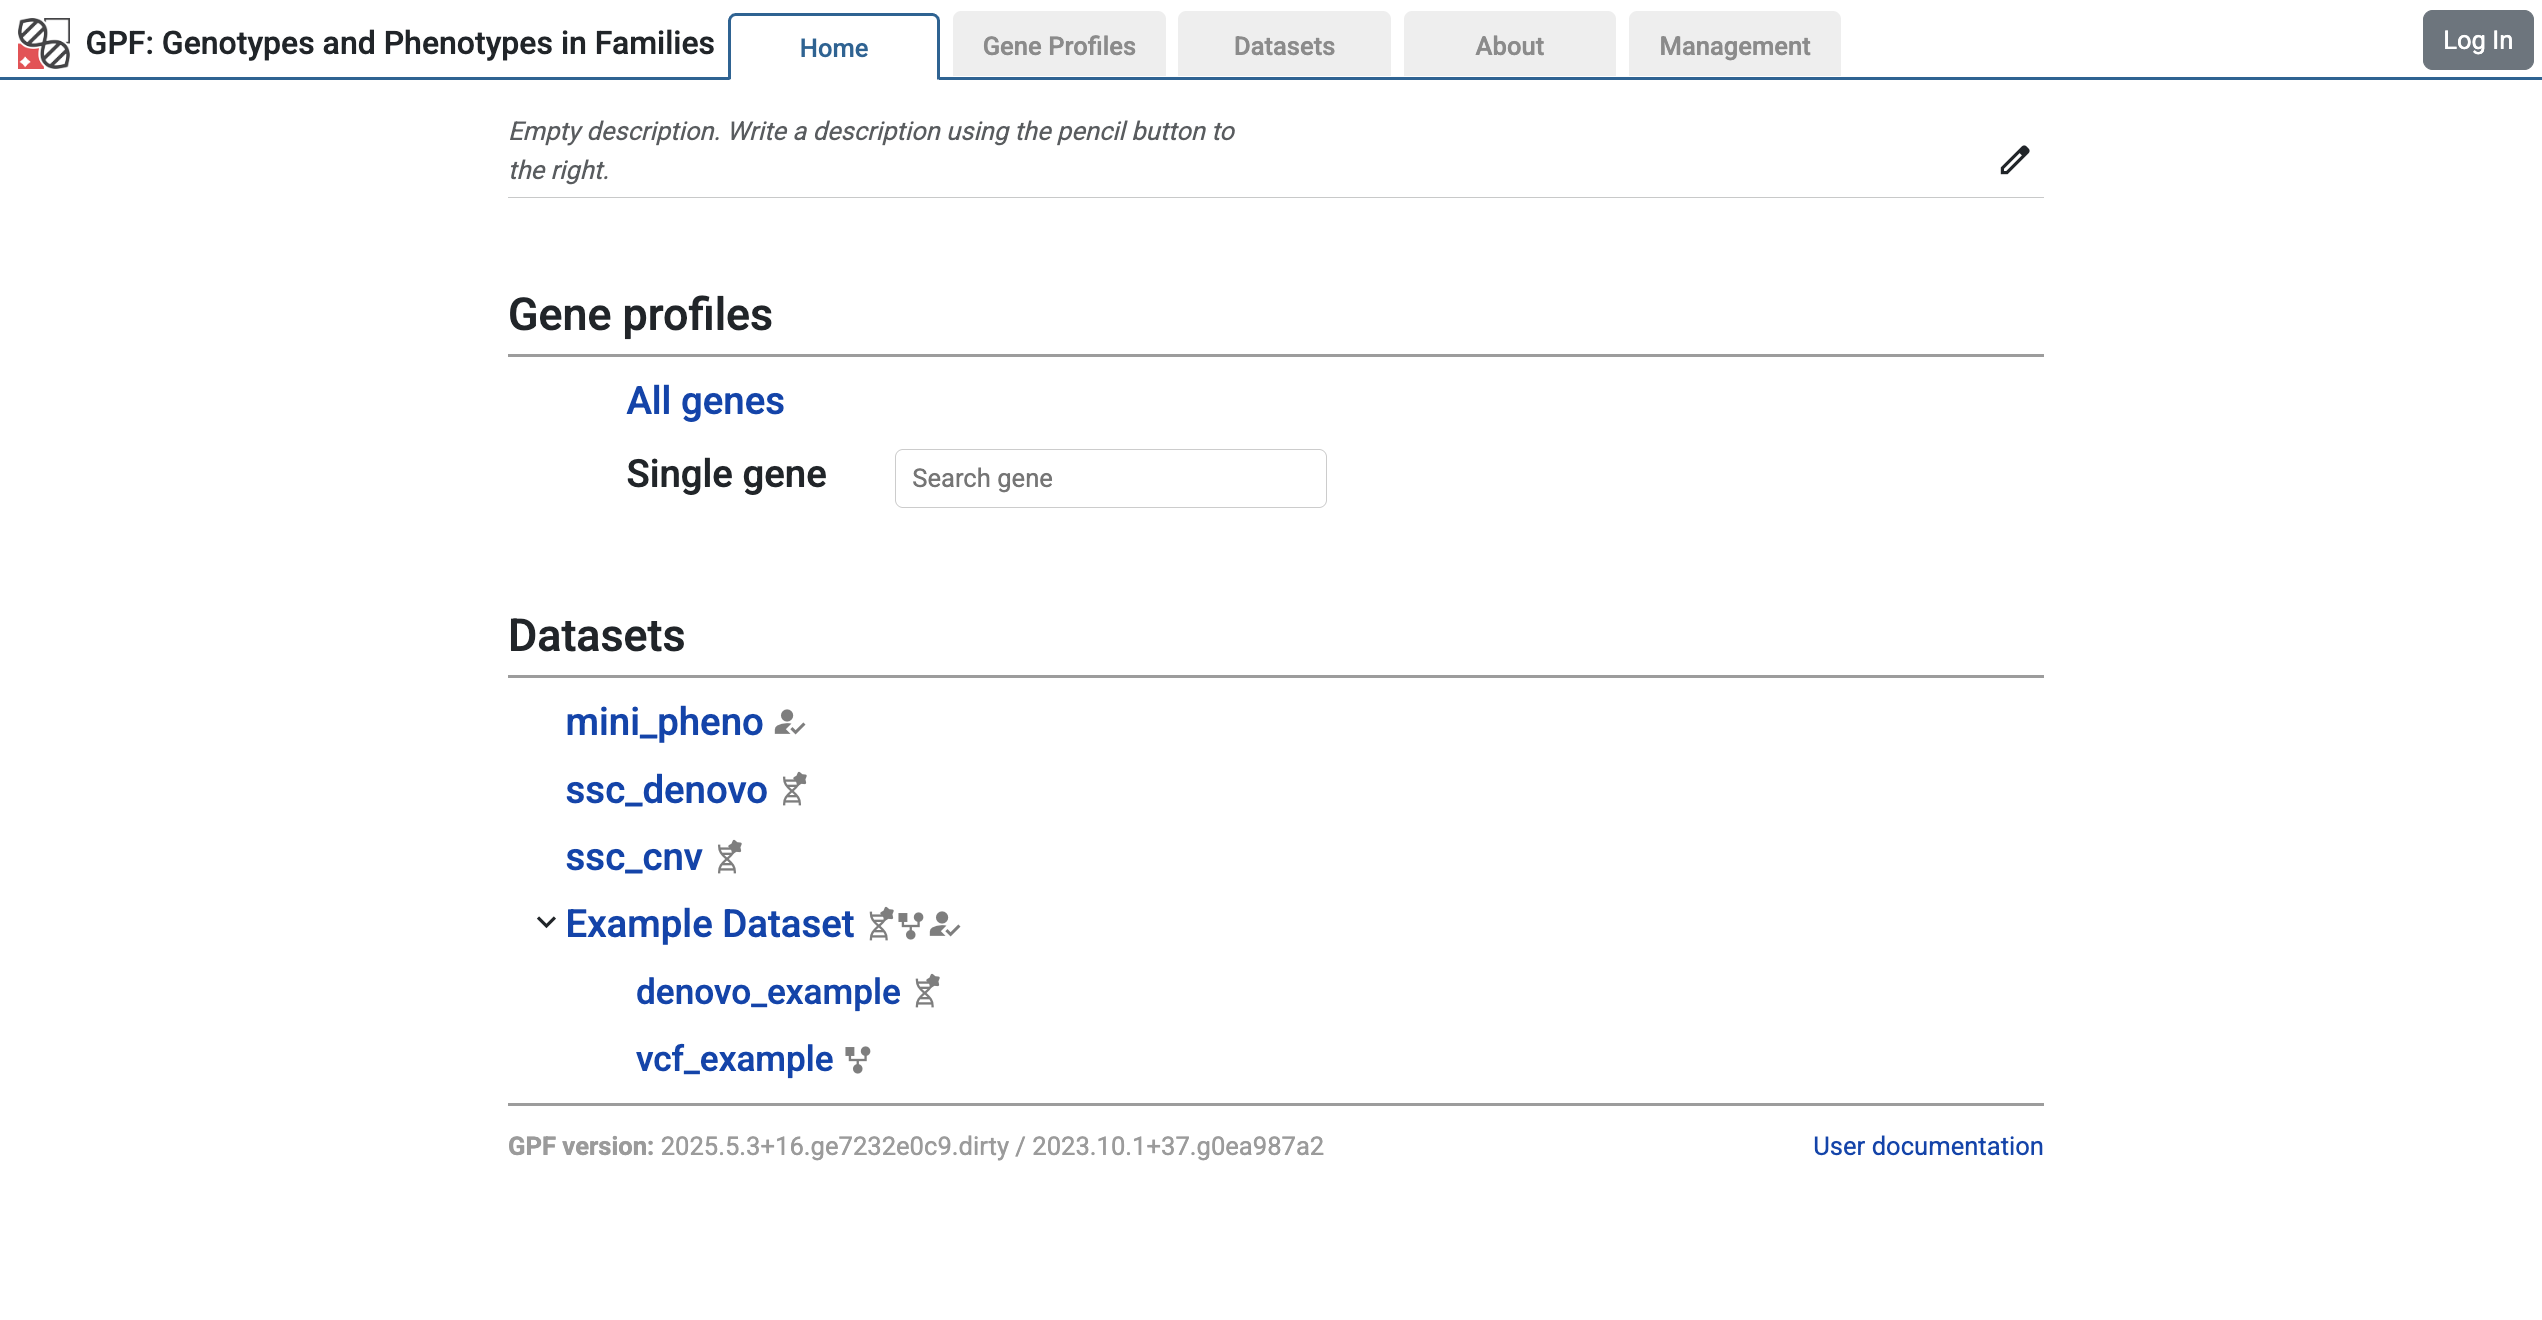 GPF: Genotypes and Phenotypes in Families
Home
Gene Profiles
Datasets
About
Management
Log In
Empty description. Write a description using the pencil button to
the right.
Gene profiles
All genes
Single gene
Search gene
Datasets
mini_pheno
ssc_denovo
ssc_cnv
Example Dataset
denovo_example
vcf_example
GPF version: 2025.5.3+16.ge7232e0c9.dirty / 2023.10.1+37.g0ea987a2
User documentation